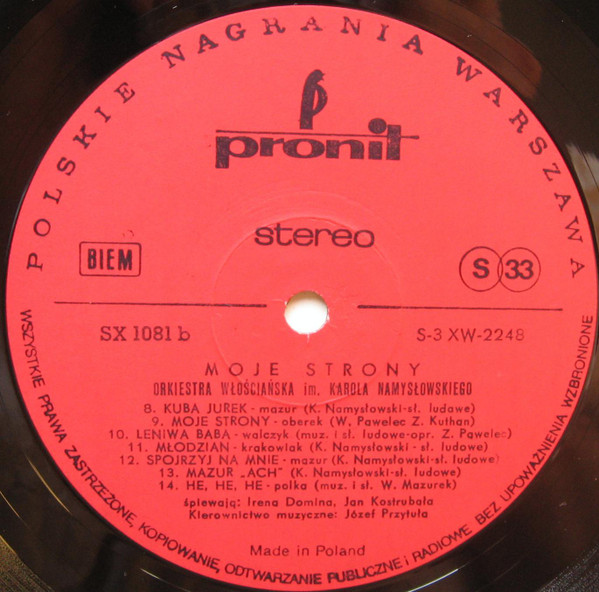 POLSKIE NAGRANIA WARSZAWA
pronit
stereo
BIEM
S 33
SX 1081 b
S-3 XW-2248
MOJE STRONY
ORKIESTRA WŁOŚCIAŃSKA im. KAROLA NAMYSŁOWSKIEGO
8. KUBA JUREK - mazur (K. Namysłowski-sł. ludowe)
9. MOJE STRONY - oberek (W. Pawelec Z. Kuthan)
10. LENIWA BABA - walczyk (muz. i sł. ludowe-opr. Z. Pawelec)
11. MŁODZIAN - krakowiak (K. Namysłowski - sł. ludowe)
12. SPOJRZYJ NA MNIE - mazur (K. Namysłowski-sł. ludowe)
13. MAZUR „ACH" (K. Namysłowski-sł. ludowe)
14. HE, HE, HE - polka (muz. i sł. W. Mazurek)
śpiewają: Irena Domina, Jan Kostrubała
Kierownictwo muzyczne: Józef Przytuła
Made in Poland
WSZYSTKIE PRAWA ZASTRZEŻONE, KOPIOWANIE, ODTWARZANIE PUBLICZNE i RADIOWE BEZ UPOWAŻNIENIA WZBRONIONE